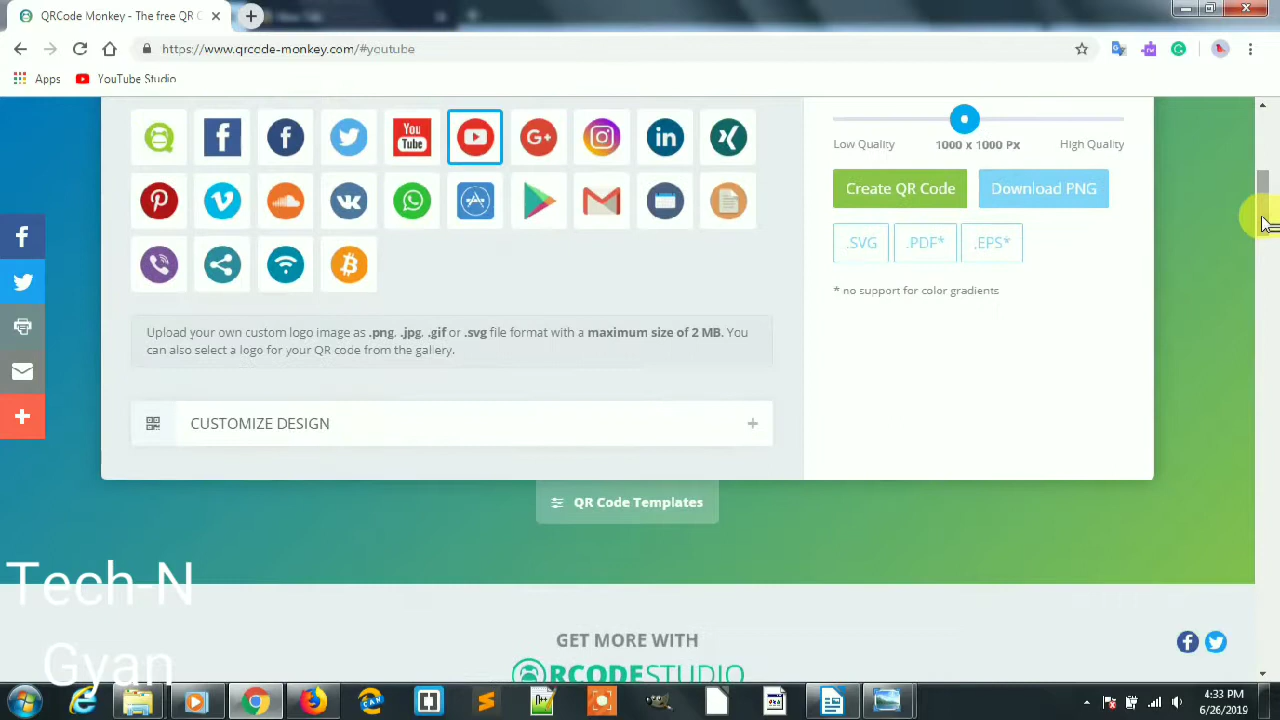 QRCode Monkey - The free QR C
https://www.qrcode-monkey.com/#youtube
Apps
YouTube Studio
You
Tube
G+
in
Low Quality
1000 x 1000 Px
High Quality
Create QR Code
Download PNG
.SVG
.PDF*
.EPS*
* no support for color gradients
Upload your own custom logo image as .png, .jpg, .gif or .svg file format with a maximum size of 2 MB. You
can also select a logo for your QR code from the gallery.
CUSTOMIZE DESIGN
QR Code Templates
Tech-N
Gyan
GET MORE WITH
QRCODESTUDIO
4:33 PM
6/26/2019